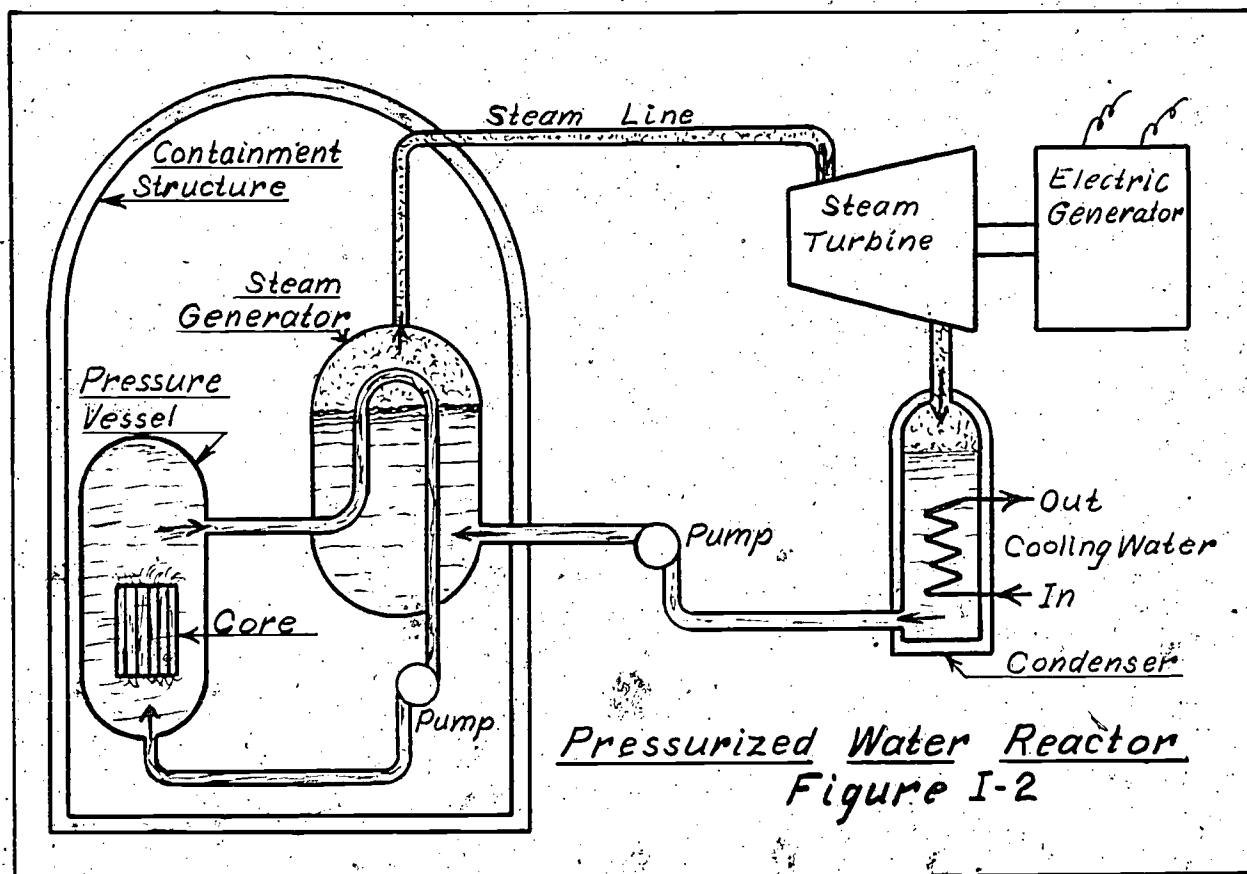 Steam Line
Containment
Structure
Electric
Generator
Steam
Turbine
Steam
Generator
Pressure
Vessel
Out
Pump
Cooling Water
In
Core
Condenser
Pump
Pressurized Water Reactor
Figure I-2